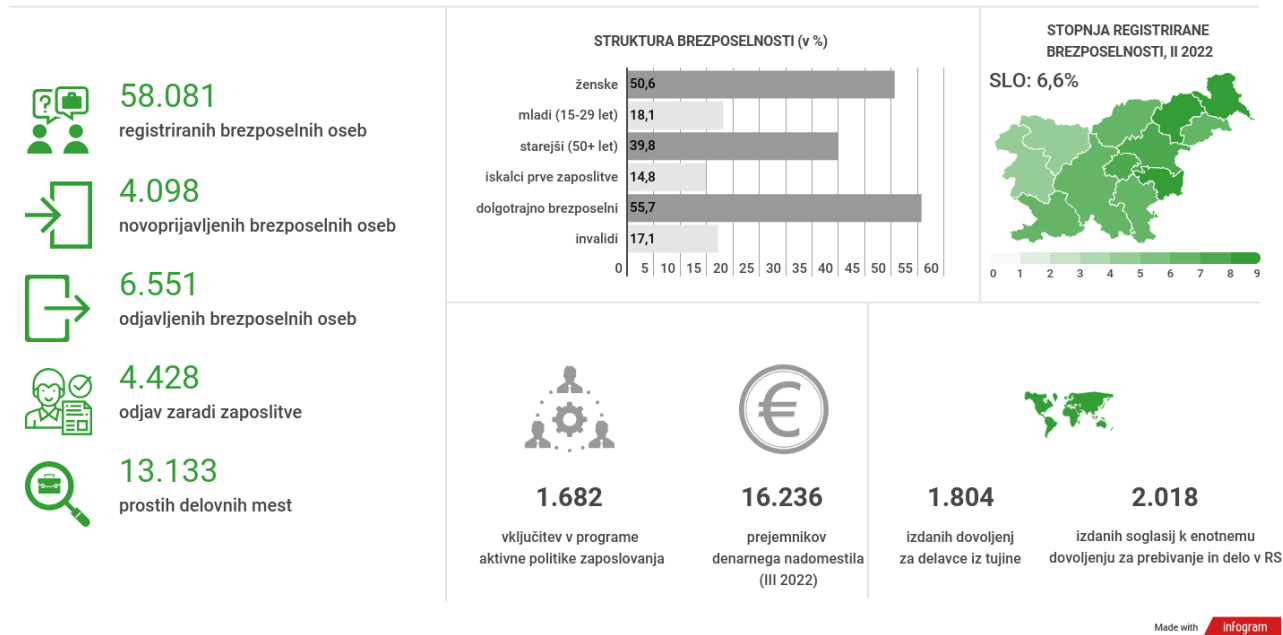 58.081
registriranih brezposelnih oseb
4.098
novoprijavljenih brezposelnih oseb
6.551
odjavljenih brezposelnih oseb
4.428
odjav zaradi zaposlitve
13.133
prostih delovnih mest
STRUKTURA BREZPOSELNOSTI (v %)
ženske 50,6
mladi (15-29 let) 18,1
starejši (50+ let) 39,8
iskalci prve zaposlitve 14,8
dolgotrajno brezposelni 55,7
invalidi 17,1
0 5 10 15 20 25 30 35 40 45 50 55 60
STOPNJA REGISTRIRANE
BREZPOSELNOSTI, II 2022
SLO: 6,6%
0 1 2 3 4 5 6 7 8 9
?
1.682
vključitev v programe
aktivne politike zaposlovanja
€
16.236
prejemnikov
denarnega nadomestila
(III 2022)
1.804
izdanih dovoljenj
za delavce iz tujine
2.018
izdanih soglasij k enotnemu
dovoljenju za prebivanje in delo v RS
Made with infogram